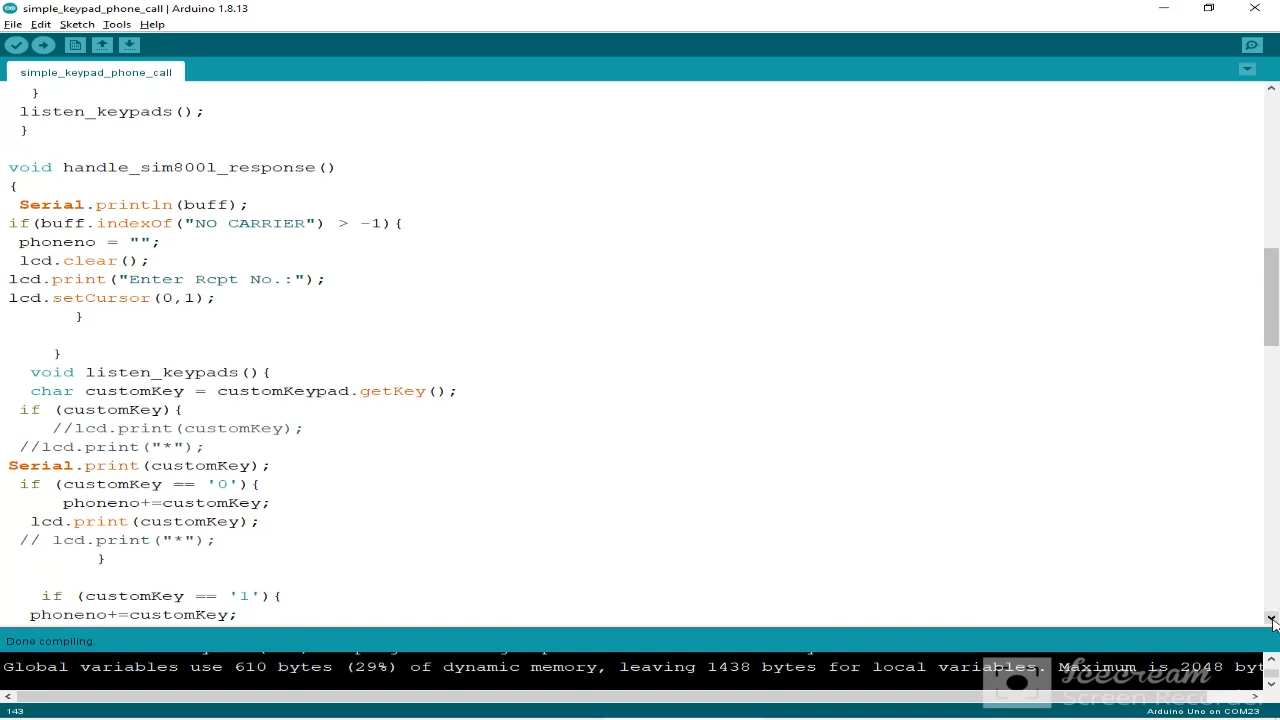 simple_keypad_phone_call | Arduino 1.8.13
File Edit Sketch Tools Help
simple_keypad_phone_call
}
listen_keypads();
}
void handle_sim800l_response()
{
Serial.println(buff);
if(buff.indexOf("NO CARRIER") > -1){
phoneno = "";
lcd.clear();
lcd.print("Enter Rcpt No.:");
lcd.setCursor(0,1);
}
}
void listen_keypads(){
char customKey = customKeypad.getKey();
if (customKey){
//lcd.print(customKey);
//lcd.print("*");
Serial.print(customKey);
if (customKey == '0'){
phoneno+=customKey;
lcd.print(customKey);
// lcd.print("*");
}
if (customKey == '1'){
phoneno+=customKey;
Done compiling.
Global variables use 610 bytes (29%) of dynamic memory, leaving 1438 bytes for local variables. Maximum is 2048 byt
Icecream
Screen Recorder
143
Arduino Uno on COM23